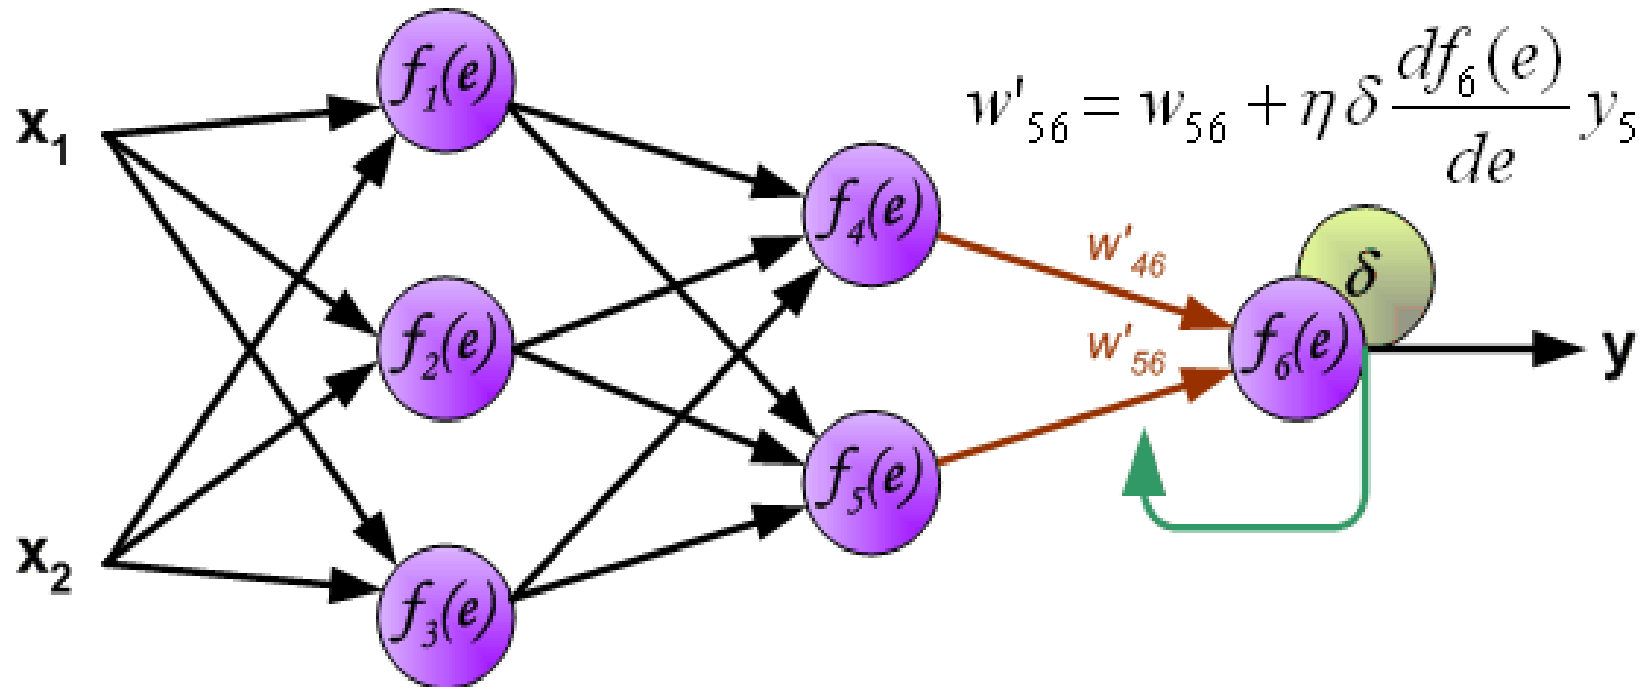 x₁
x₂
f₁(e)
f₂(e)
f₃(e)
f₄(e)
f₅(e)
w'₄₆
w'₅₆
f₆(e)
δ
y
w'₅₆ = w₅₆ + η δ df₆(e)/de y₅